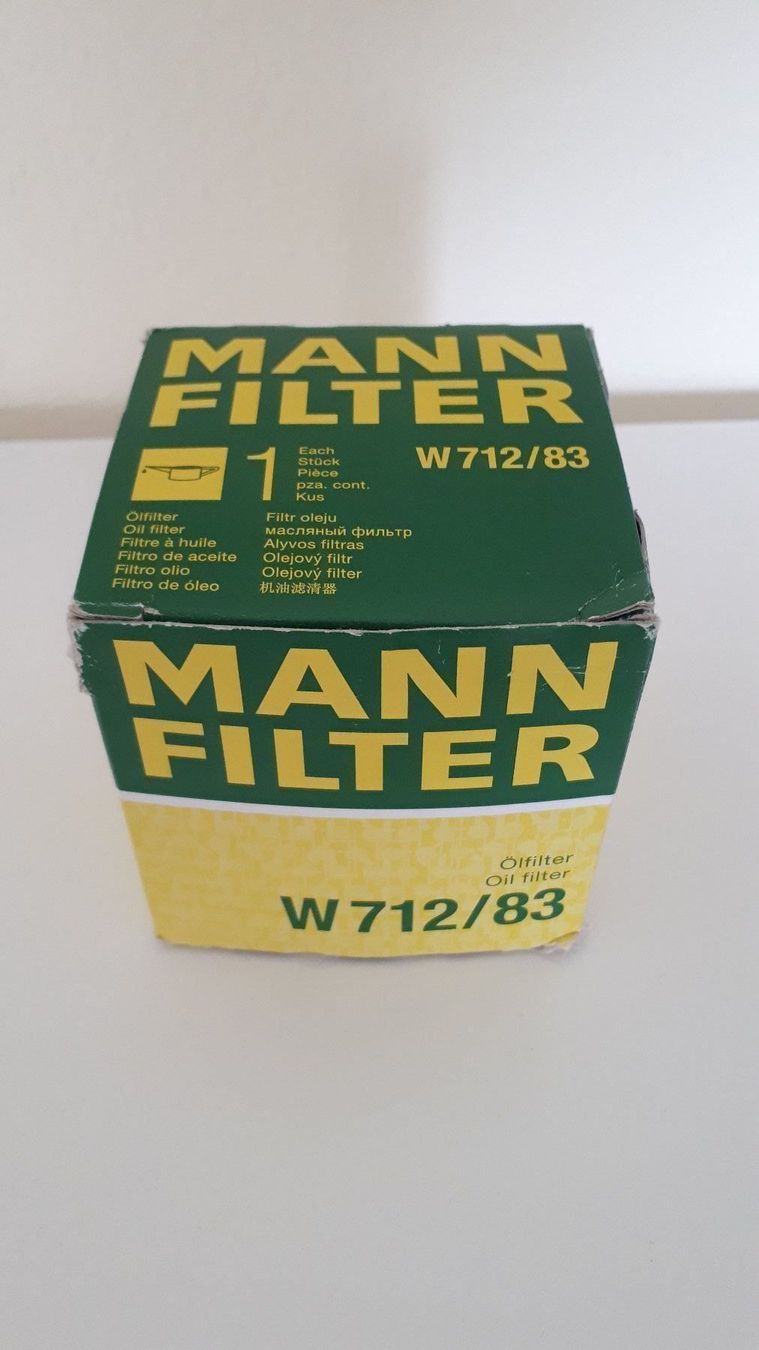 MANN
FILTER
W 712/83
1
Each
Stück
Pièce
pza. cont.
Kus
Ölfilter
Oil filter
Filtre à huile
Filtro de aceite
Filtro olio
Filtro de óleo
Filtr oleju
масляный фильтр
Alyvos filtras
Olejový filtr
Olejový filter
机油滤清器
MANN
FILTER
Ölfilter
Oil filter
W 712/83